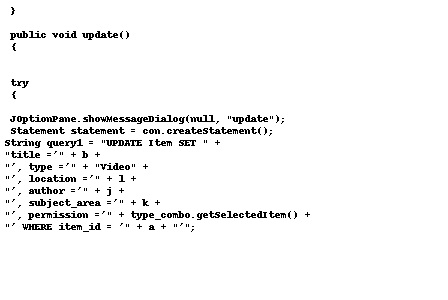 }
public void update()
{
try
{
JOptionPane.showMessageDialog(null, "update");
Statement statement = con.createStatement();
String query1 = "UPDATE Item SET " +
"title ='" + b +
"', type ='" + "Video" +
"', location ='" + l +
"', author ='" + j +
"', subject_area ='" + k +
"', permission ='" + type_combo.getSelectedItem() +
"' WHERE item_id = '" + a + "'";